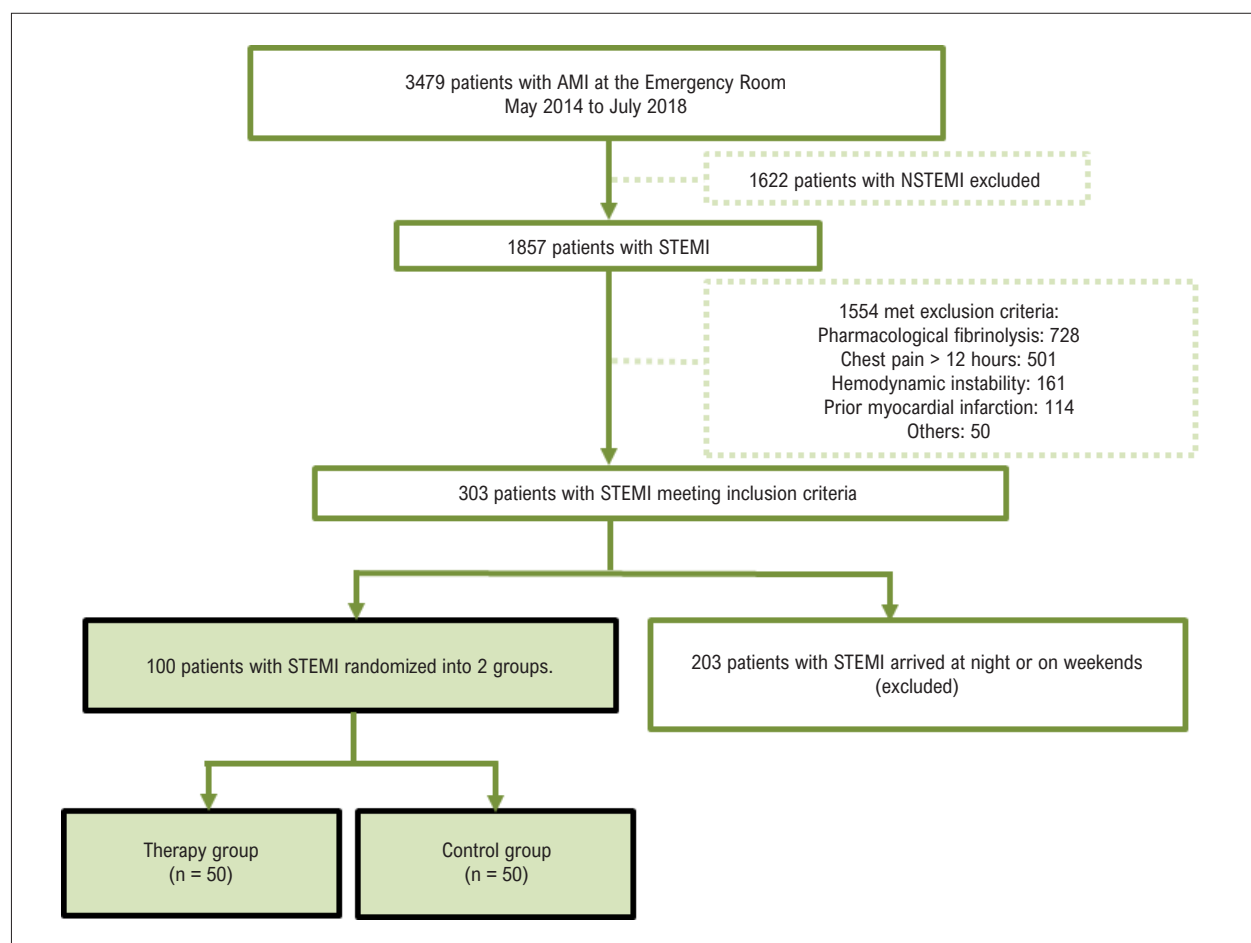 3479 patients with AMI at the Emergency Room
May 2014 to July 2018
1622 patients with NSTEMI excluded
1857 patients with STEMI
1554 met exclusion criteria:
Pharmacological fibrinolysis: 728
Chest pain > 12 hours: 501
Hemodynamic instability: 161
Prior myocardial infarction: 114
Others: 50
303 patients with STEMI meeting inclusion criteria
100 patients with STEMI randomized into 2 groups.
203 patients with STEMI arrived at night or on weekends
(excluded)
Therapy group
(n = 50)
Control group
(n = 50)